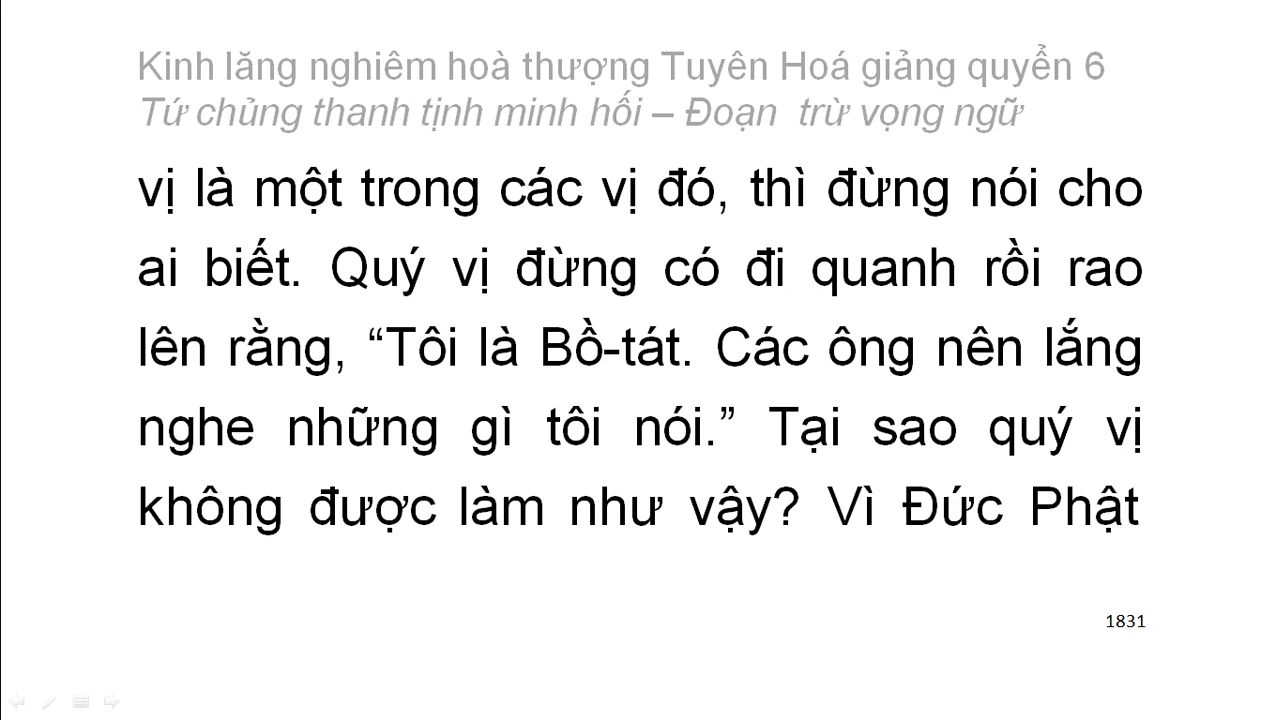 Kinh lăng nghiêm hoà thượng Tuyên Hoá giảng quyển 6
Tứ chủng thanh tịnh minh hối – Đoạn  trừ vọng ngữ
vị là một trong các vị đó, thì đừng nói cho
ai biết. Quý vị đừng có đi quanh rồi rao
lên rằng, “Tôi là Bồ-tát. Các ông nên lắng
nghe những gì tôi nói.” Tại sao quý vị
không được làm như vậy? Vì Đức Phật
1831